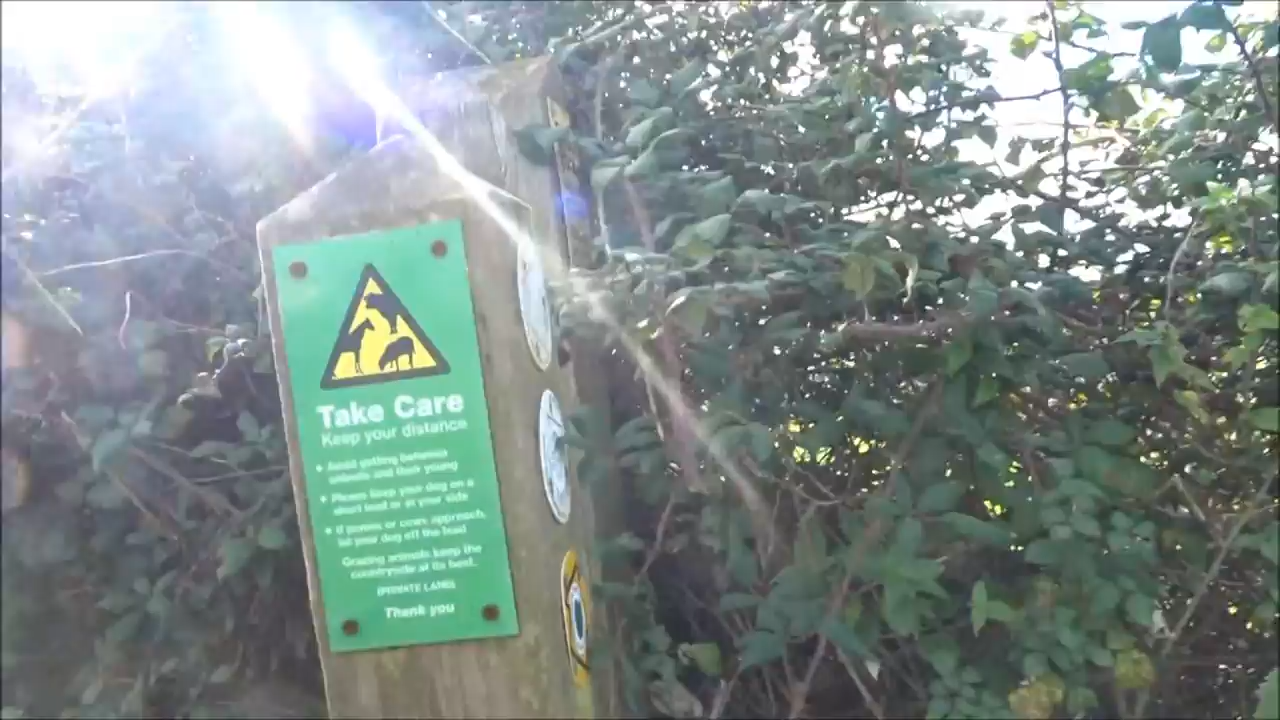 Take Care
Keep your distance
Avoid getting between
animals and their young
Please keep your dog on a
short lead or at your side
If ponies or cows approach,
let your dog off the lead
Grazing animals keep the
countryside at its best.
(PRIVATE LAND)
Thank you